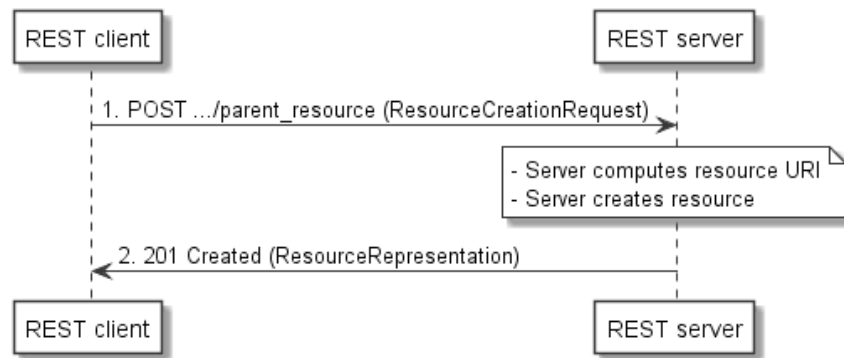 REST client
REST server
1. POST .../parent_resource (ResourceCreationRequest)
- Server computes resource URI
- Server creates resource
2. 201 Created (ResourceRepresentation)
REST client
REST server